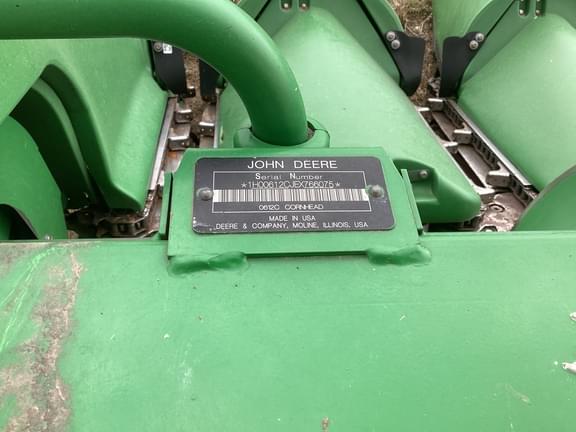 JOHN DEERE
Serial Number
*1H00612CJEX766075*
0612C CORNHEAD
MADE IN USA
DEERE & COMPANY, MOLINE, ILLINOIS, USA